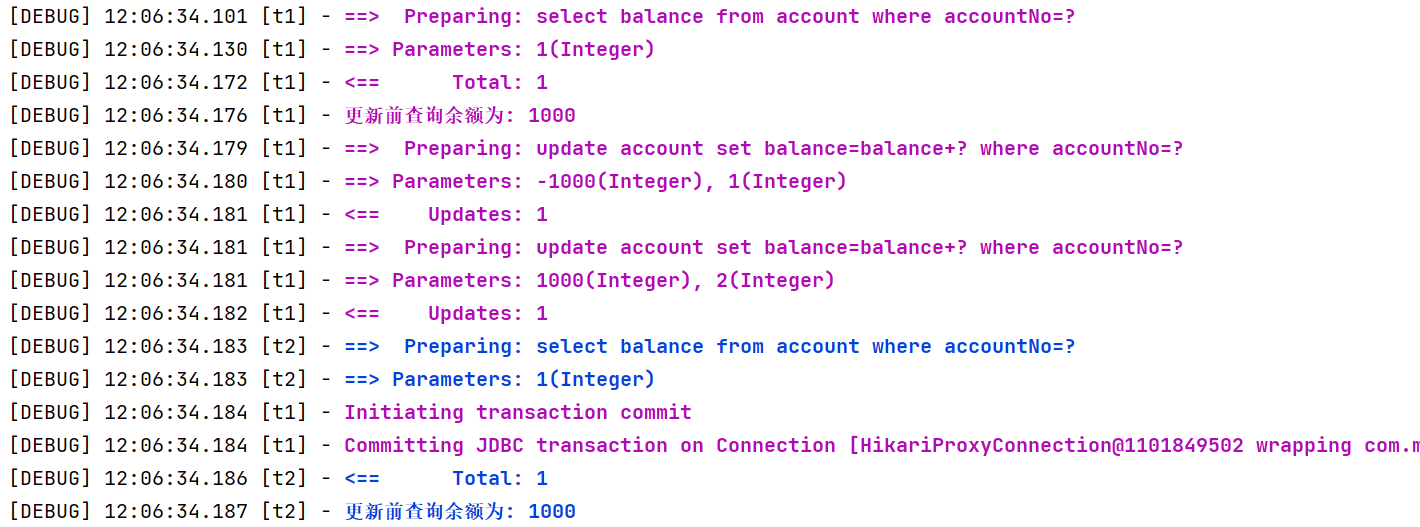 [DEBUG] 12:06:34.101 [t1] - ==>  Preparing: select balance from account where accountNo=?
[DEBUG] 12:06:34.130 [t1] - ==> Parameters: 1(Integer)
[DEBUG] 12:06:34.172 [t1] - <==      Total: 1
[DEBUG] 12:06:34.176 [t1] - 更新前查询余额为: 1000
[DEBUG] 12:06:34.179 [t1] - ==>  Preparing: update account set balance=balance+? where accountNo=?
[DEBUG] 12:06:34.180 [t1] - ==> Parameters: -1000(Integer), 1(Integer)
[DEBUG] 12:06:34.181 [t1] - <==    Updates: 1
[DEBUG] 12:06:34.181 [t1] - ==>  Preparing: update account set balance=balance+? where accountNo=?
[DEBUG] 12:06:34.181 [t1] - ==> Parameters: 1000(Integer), 2(Integer)
[DEBUG] 12:06:34.182 [t1] - <==    Updates: 1
[DEBUG] 12:06:34.183 [t2] - ==>  Preparing: select balance from account where accountNo=?
[DEBUG] 12:06:34.183 [t2] - ==> Parameters: 1(Integer)
[DEBUG] 12:06:34.184 [t1] - Initiating transaction commit
[DEBUG] 12:06:34.184 [t1] - Committing JDBC transaction on Connection [HikariProxyConnection@1101849502 wrapping com.m
[DEBUG] 12:06:34.186 [t2] - <==      Total: 1
[DEBUG] 12:06:34.187 [t2] - 更新前查询余额为: 1000